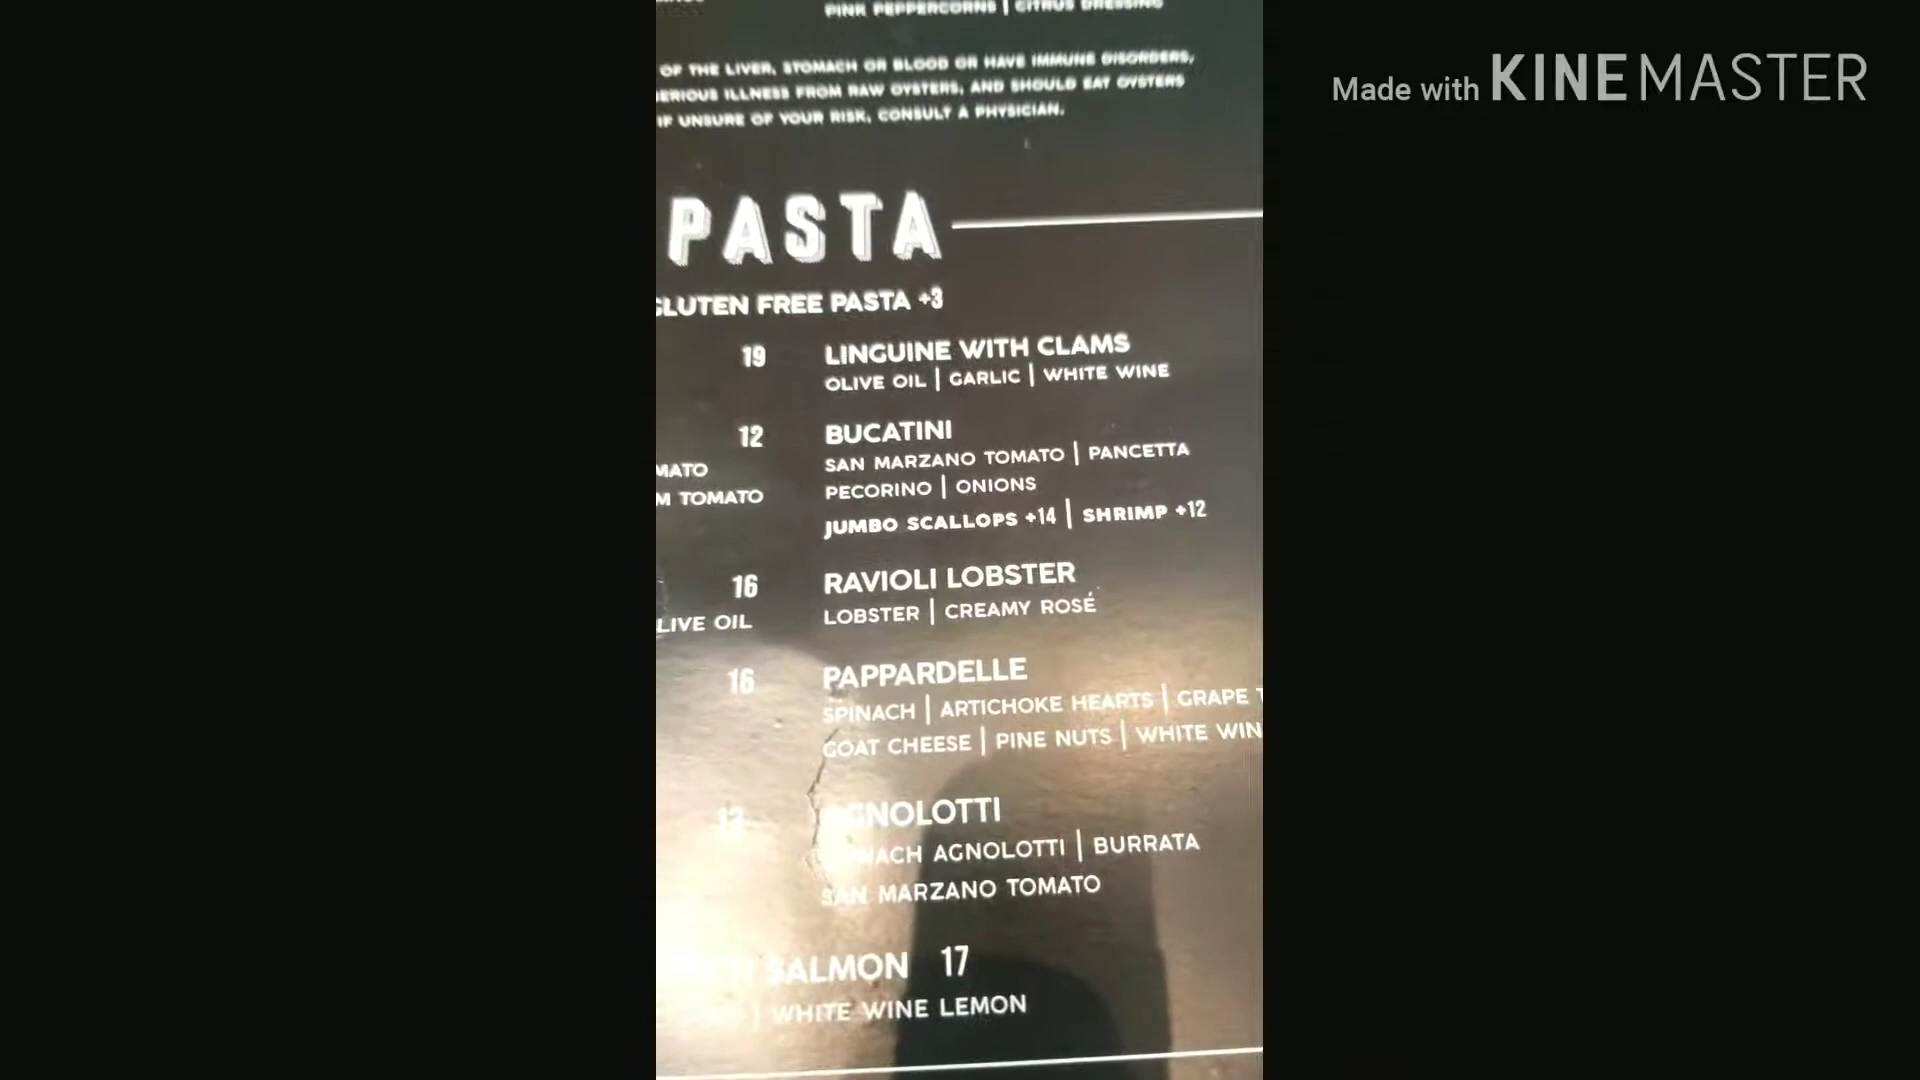 PINK PEPPERCORNS | CITRUS DRESSING
OF THE LIVER, STOMACH OR BLOOD OR HAVE IMMUNE DISORDERS,
ERIOUS ILLNESS FROM RAW OYSTERS, AND SHOULD EAT OYSTERS
IF UNSURE OF YOUR RISK, CONSULT A PHYSICIAN.
Made with KINEMASTER
PASTA
GLUTEN FREE PASTA +3
19 LINGUINE WITH CLAMS
OLIVE OIL | GARLIC | WHITE WINE
12 BUCATINI
MATO SAN MARZANO TOMATO | PANCETTA
M TOMATO PECORINO | ONIONS
JUMBO SCALLOPS +14 | SHRIMP +12
16 RAVIOLI LOBSTER
LIVE OIL LOBSTER | CREAMY ROSÉ
16 PAPPARDELLE
SPINACH | ARTICHOKE HEARTS | GRAPE T
GOAT CHEESE | PINE NUTS | WHITE WIN
AGNOLOTTI
SPINACH AGNOLOTTI | BURRATA
SAN MARZANO TOMATO
SALMON 17
| WHITE WINE LEMON